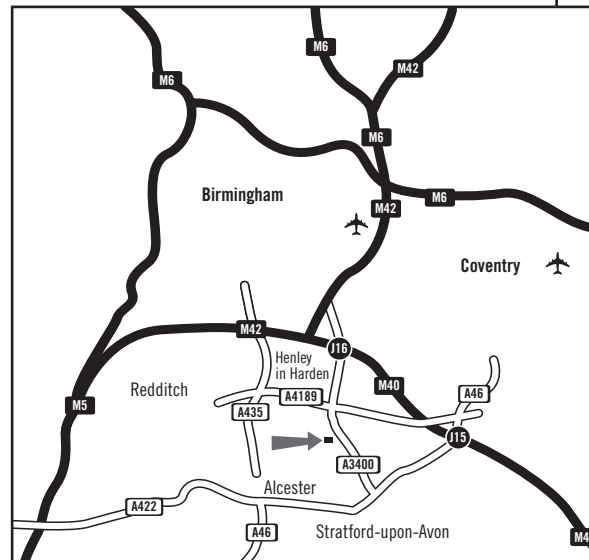 M6
M6
M42
M6
Birmingham
M42
M6
Coventry
M42
J16
Henley
in Harden
M40
Redditch
A4189
A46
M5
A435
J15
A3400
Alcester
A422
A46
Stratford-upon-Avon